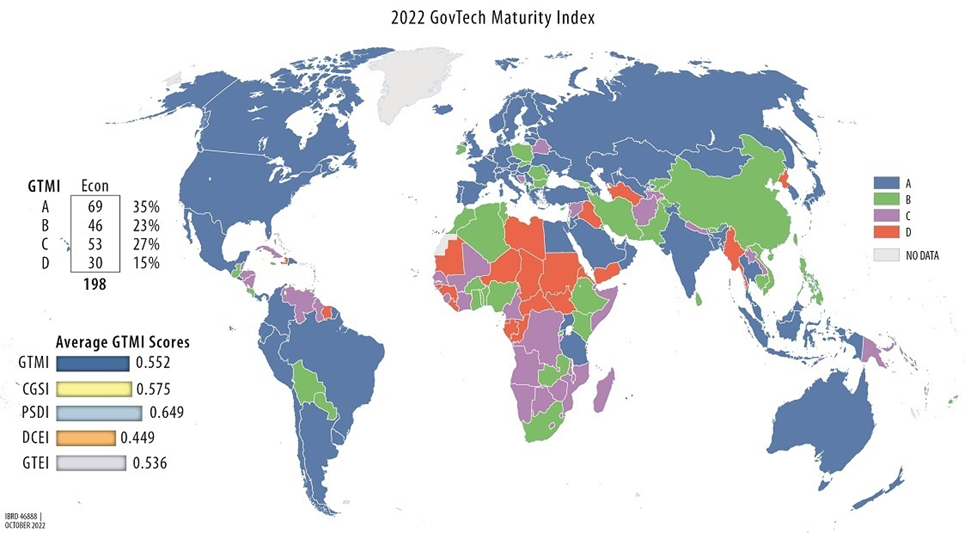 2022 GovTech Maturity Index
GTMI Econ
A 69 35%
B 46 23%
C 53 27%
D 30 15%
198
Average GTMI Scores
GTMI 0.552
CGSI 0.575
PSDI 0.649
DCEI 0.449
GTEI 0.536
A
B
C
D
NO DATA
IBRD 46888 |
OCTOBER 2022